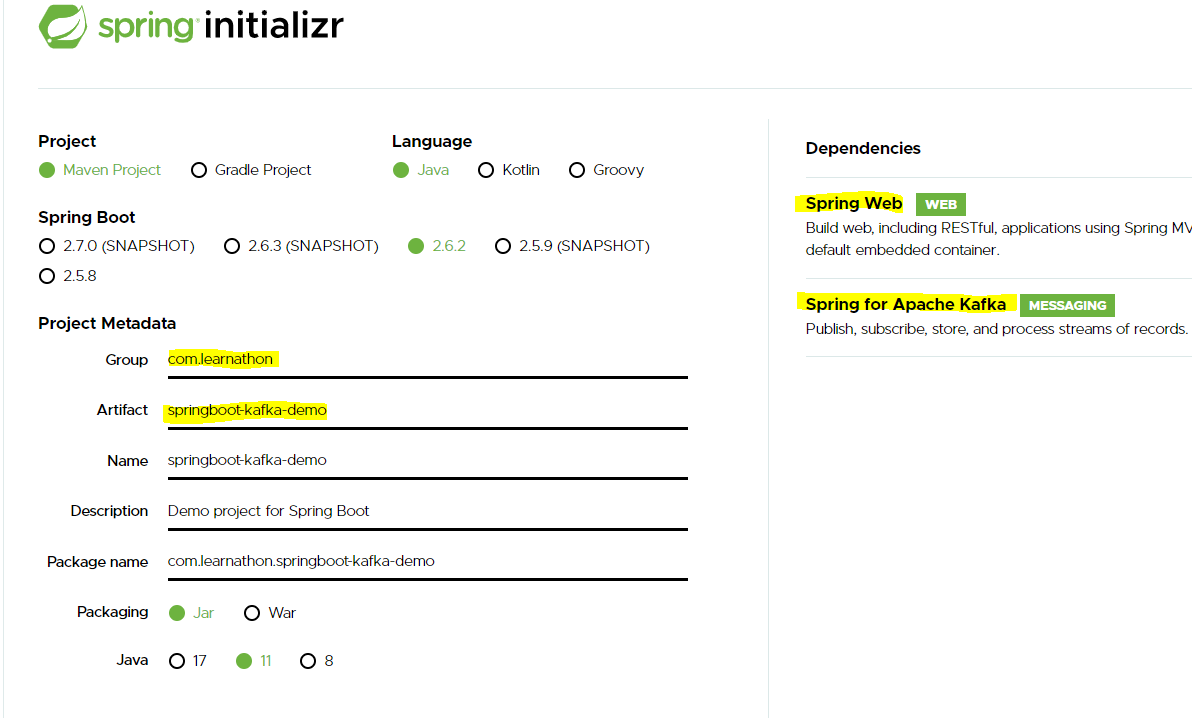 spring initializr
Project
Maven Project
Gradle Project
Language
Java
Kotlin
Groovy
Spring Boot
2.7.0 (SNAPSHOT)
2.6.3 (SNAPSHOT)
2.6.2
2.5.9 (SNAPSHOT)
2.5.8
Project Metadata
Group com.learnathon
Artifact springboot-kafka-demo
Name springboot-kafka-demo
Description Demo project for Spring Boot
Package name com.learnathon.springboot-kafka-demo
Packaging Jar War
Java 17 11 8
Dependencies
Spring Web WEB
Build web, including RESTful, applications using Spring MV
default embedded container.
Spring for Apache Kafka MESSAGING
Publish, subscribe, store, and process streams of records.